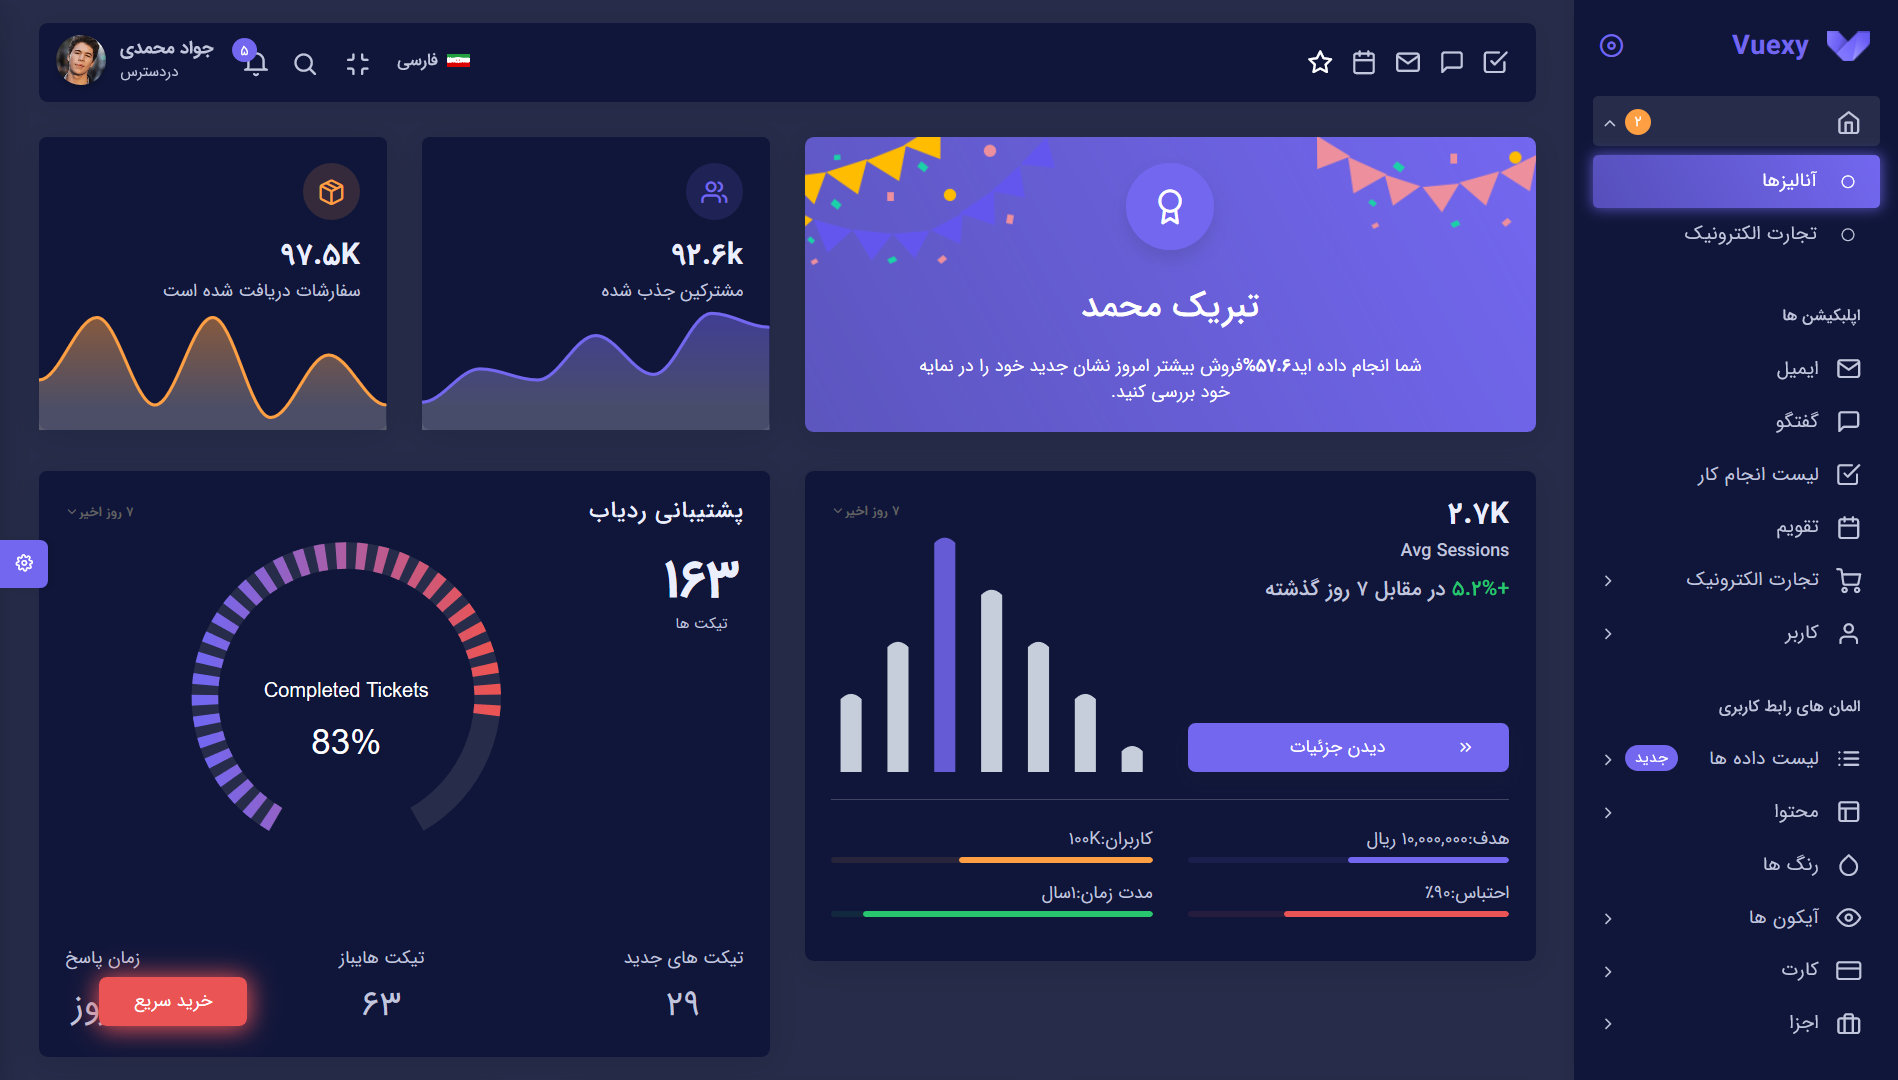 Vuexy
۲
آنالیزها
تجارت الکترونیک
اپلیکیشن ها
ایمیل
گفتگو
لیست انجام کار
تقویم
تجارت الکترونیک
کاربر
المان های رابط کاربری
لیست داده ها
جدید
محتوا
رنگ ها
آیکون ها
کارت
اجزا
فارسی
۵
جواد محمدی
دردسترس
تبریک محمد
شما انجام داده اید۵۷.۶%فروش بیشتر امروز نشان جدید خود را در نمایه
خود بررسی کنید.
۹۲.۶k
مشترکین جذب شده
۹۷.۵K
سفارشات دریافت شده است
۲.۷K
۷ روز اخیر
Avg Sessions
+۵.۲% در مقابل ۷ روز گذشته
دیدن جزئیات »
هدف:۱۰,۰۰۰,۰۰۰ ریال
کاربران:۱۰۰K
احتباس:۹۰٪
مدت زمان:۱سال
پشتیبانی ردیاب
۷ روز اخیر
۱۶۳
تیکت ها
Completed Tickets
83%
تیکت های جدید
۲۹
تیکت هایباز
۶۳
زمان پاسخ
خرید سریع